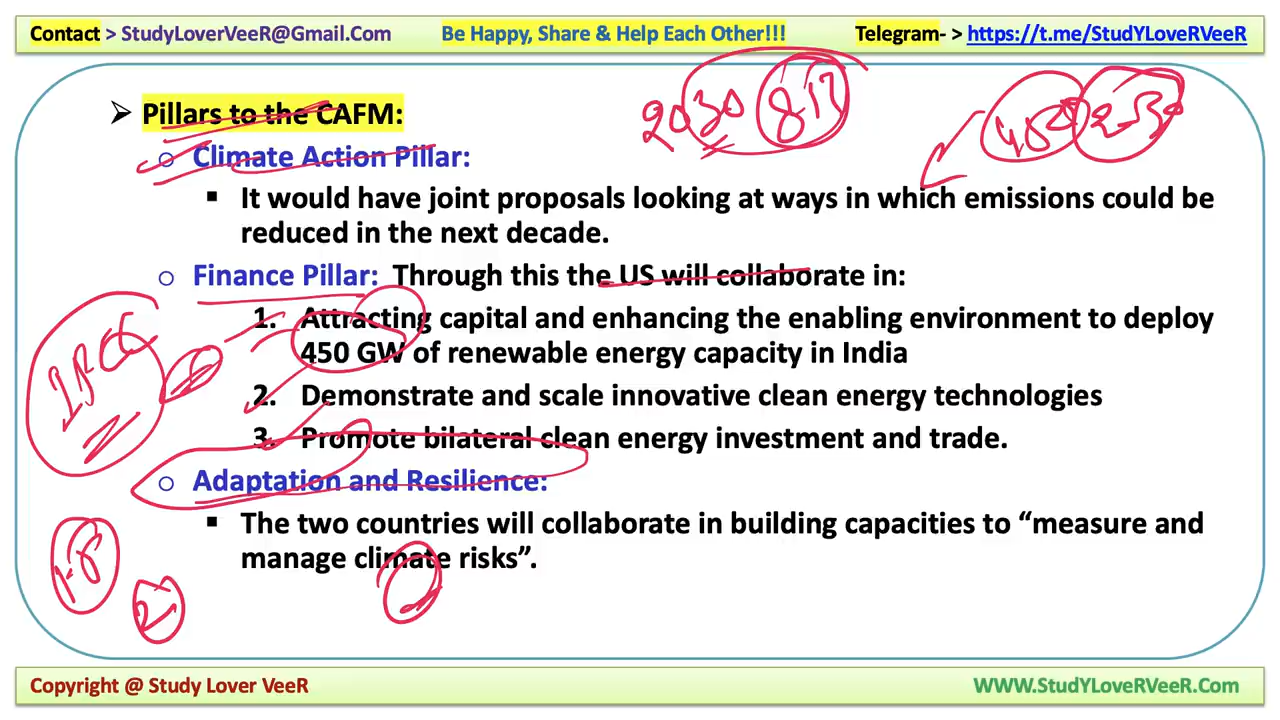 Contact > StudyLoverVeeR@Gmail.Com Be Happy, Share & Help Each Other!!! Telegram- > https://t.me/StudYLoveRVeeR
2030 813 450 230
➢ Pillars to the CAFM:
o Climate Action Pillar:
▪ It would have joint proposals looking at ways in which emissions could be
reduced in the next decade.
o Finance Pillar: Through this the US will collaborate in:
1. Attracting capital and enhancing the enabling environment to deploy
450 GW of renewable energy capacity in India
IPCC
2. Demonstrate and scale innovative clean energy technologies
3. Promote bilateral clean energy investment and trade.
o Adaptation and Resilience:
▪ The two countries will collaborate in building capacities to “measure and
manage climate risks”.
Copyright @ Study Lover VeeR WWW.StudYLoveRVeeR.Com